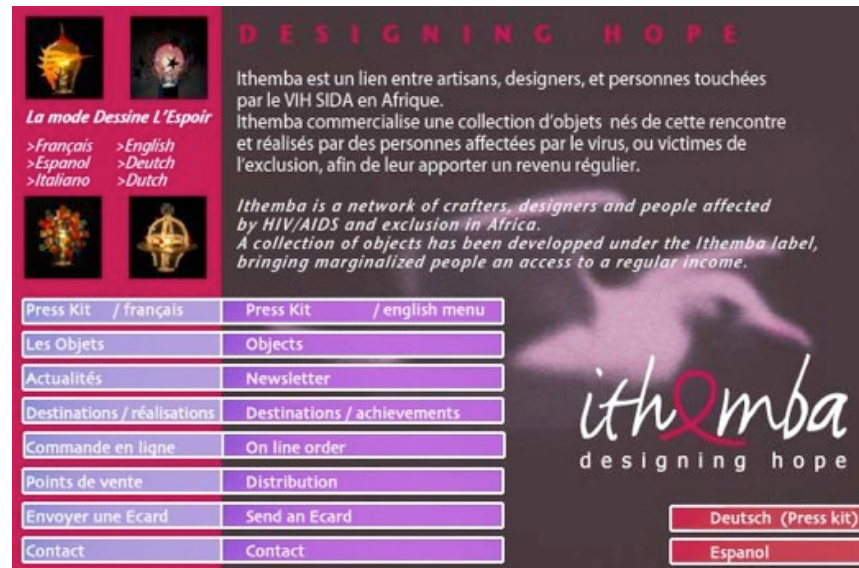 DESIGNING HOPE
Ithemba est un lien entre artisans, designers, et personnes touchées
par le VIH SIDA en Afrique.
Ithemba commercialise une collection d'objets nés de cette rencontre
et réalisés par des personnes affectées par le virus, ou victimes de
l'exclusion, afin de leur apporter un revenu régulier.
Ithemba is a network of crafters, designers and people affected
by HIV/AIDS and exclusion in Africa.
A collection of objects has been developped under the Ithemba label,
bringing marginalized people an access to a regular income.
La mode Dessine L'Espoir
>Français >English
>Espanol >Deutch
>Italiano >Dutch
Press Kit / français Press Kit / english menu
Les Objets Objects
Actualités Newsletter
Destinations / réalisations Destinations / achievements
Commande en ligne On line order
Points de vente Distribution
Envoyer une Ecard Send an Ecard
Contact Contact
ithemba
designing hope
Deutsch (Press kit)
Espanol